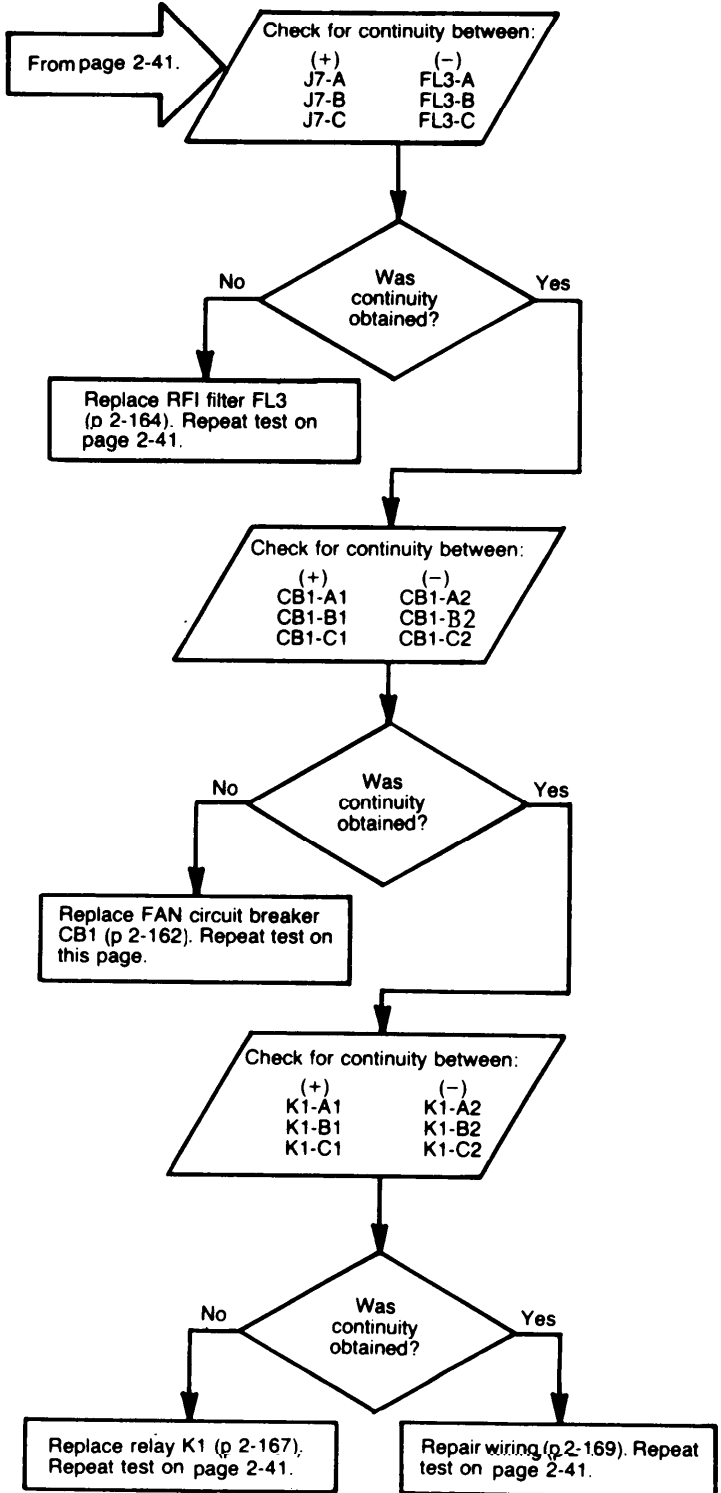 From page 2-41.
Check for continuity between:
(+) (−)
J7-A FL3-A
J7-B FL3-B
J7-C FL3-C
Was
continuity
obtained?
No
Yes
Replace RFI filter FL3
(p 2-164). Repeat test on
page 2-41.
Check for continuity between:
(+) (−)
CB1-A1 CB1-A2
CB1-B1 CB1-B2
CB1-C1 CB1-C2
Was
continuity
obtained?
No
Yes
Replace FAN circuit breaker
CB1 (p 2-162). Repeat test on
this page.
Check for continuity between:
(+) (−)
K1-A1 K1-A2
K1-B1 K1-B2
K1-C1 K1-C2
Was
continuity
obtained?
No
Yes
Replace relay K1 (p 2-167).
Repeat test on page 2-41.
Repair wiring (p 2-169). Repeat
test on page 2-41.